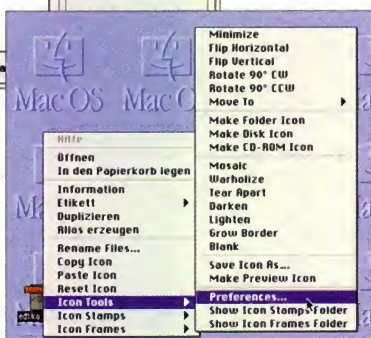 Mac OS
Mac O
Hilfe
Öffnen
In den Papierkorb legen
Information
Etikett
Duplizieren
Alias erzeugen
Rename Files...
Copy Icon
Paste Icon
Reset Icon
Icon Tools
Icon Stamps
Icon Frames
Minimize
Flip Horizontal
Flip Vertical
Rotate 90° CW
Rotate 90° CCW
Move To
Make Folder Icon
Make Disk Icon
Make CD-ROM Icon
Mosaic
Warholize
Tear Apart
Darken
Lighten
Grow Border
Blank
Save Icon As...
Make Preview Icon
Preferences...
Show Icon Stamps Folder
Show Icon Frames Folder